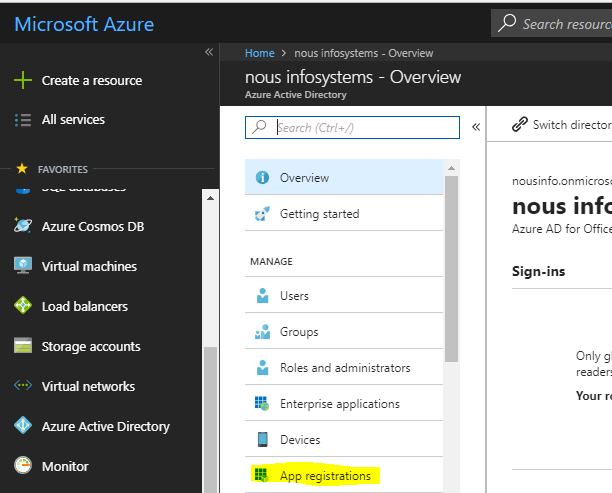 Microsoft Azure
Search resourc
«
Create a resource
All services
FAVORITES
SQL databases
Azure Cosmos DB
Virtual machines
Load balancers
Storage accounts
Virtual networks
Azure Active Directory
Monitor
Home > nous infosystems - Overview
nous infosystems - Overview
Azure Active Directory
Search (Ctrl+/)
«
Overview
Getting started
MANAGE
Users
Groups
Roles and administrators
Enterprise applications
Devices
App registrations
Switch director
nousinfo.onmicros
nous info
Azure AD for Office
Sign-ins
Only gl
readers
Your ro